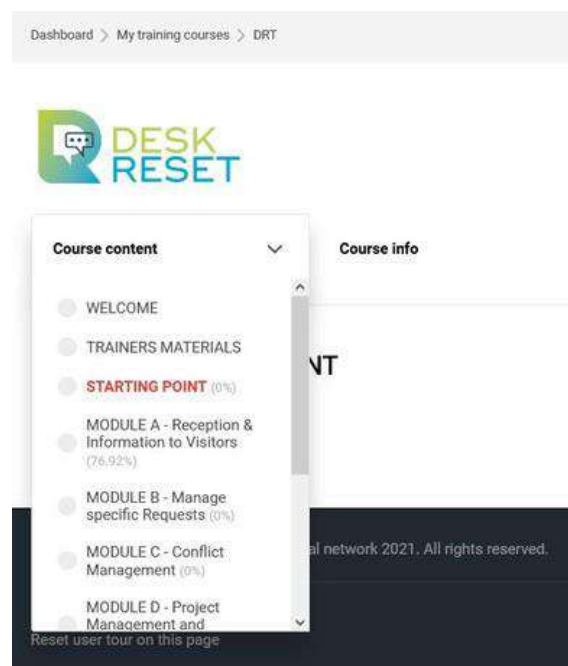 Dashboard > My training courses > DRT
DESK
RESET
Course content
Course info
WELCOME
TRAINERS MATERIALS
STARTING POINT (0%)
NT
MODULE A - Reception &
Information to Visitors
(76.92%)
MODULE B - Manage
specific Requests (0%)
MODULE C - Conflict
Management (0%)
al network 2021. All rights reserved.
MODULE D - Project
Management and
Reset user tour on this page